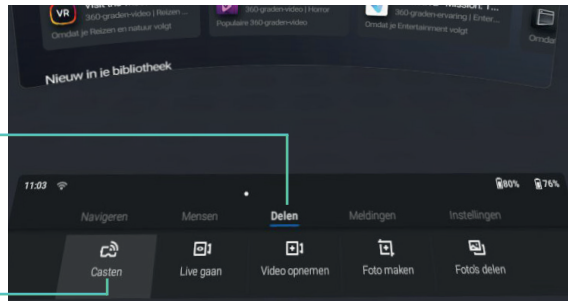 VR
360-graden-video | Reizen ...
Omdat je Reizen en natuur volgt
360-graden-video | Horror
Populaire 360-graden-video
Mission: T...
360-graden-ervaring | Enter...
Omdat je Entertainment volgt
Omdat
Nieuw in je bibliotheek
11:03
80% 76%
Navigeren Mensen Delen Meldingen Instellingen
Casten Live gaan Video opnemen Foto maken Foto's delen